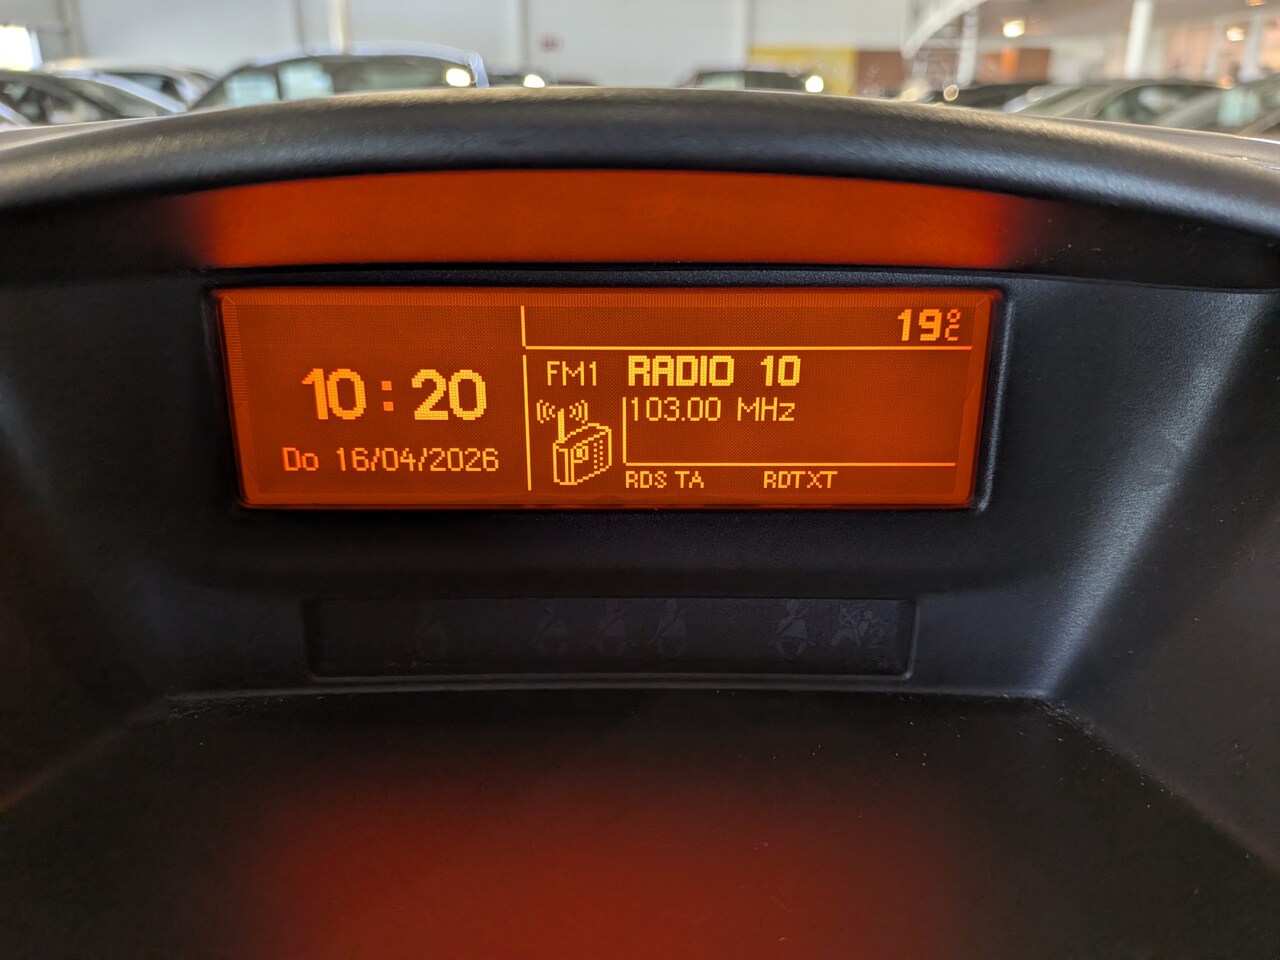 19°C
10:20
Do 16/04/2026
FM1 RADIO 10
103.00 MHz
RDS TA RDTXT